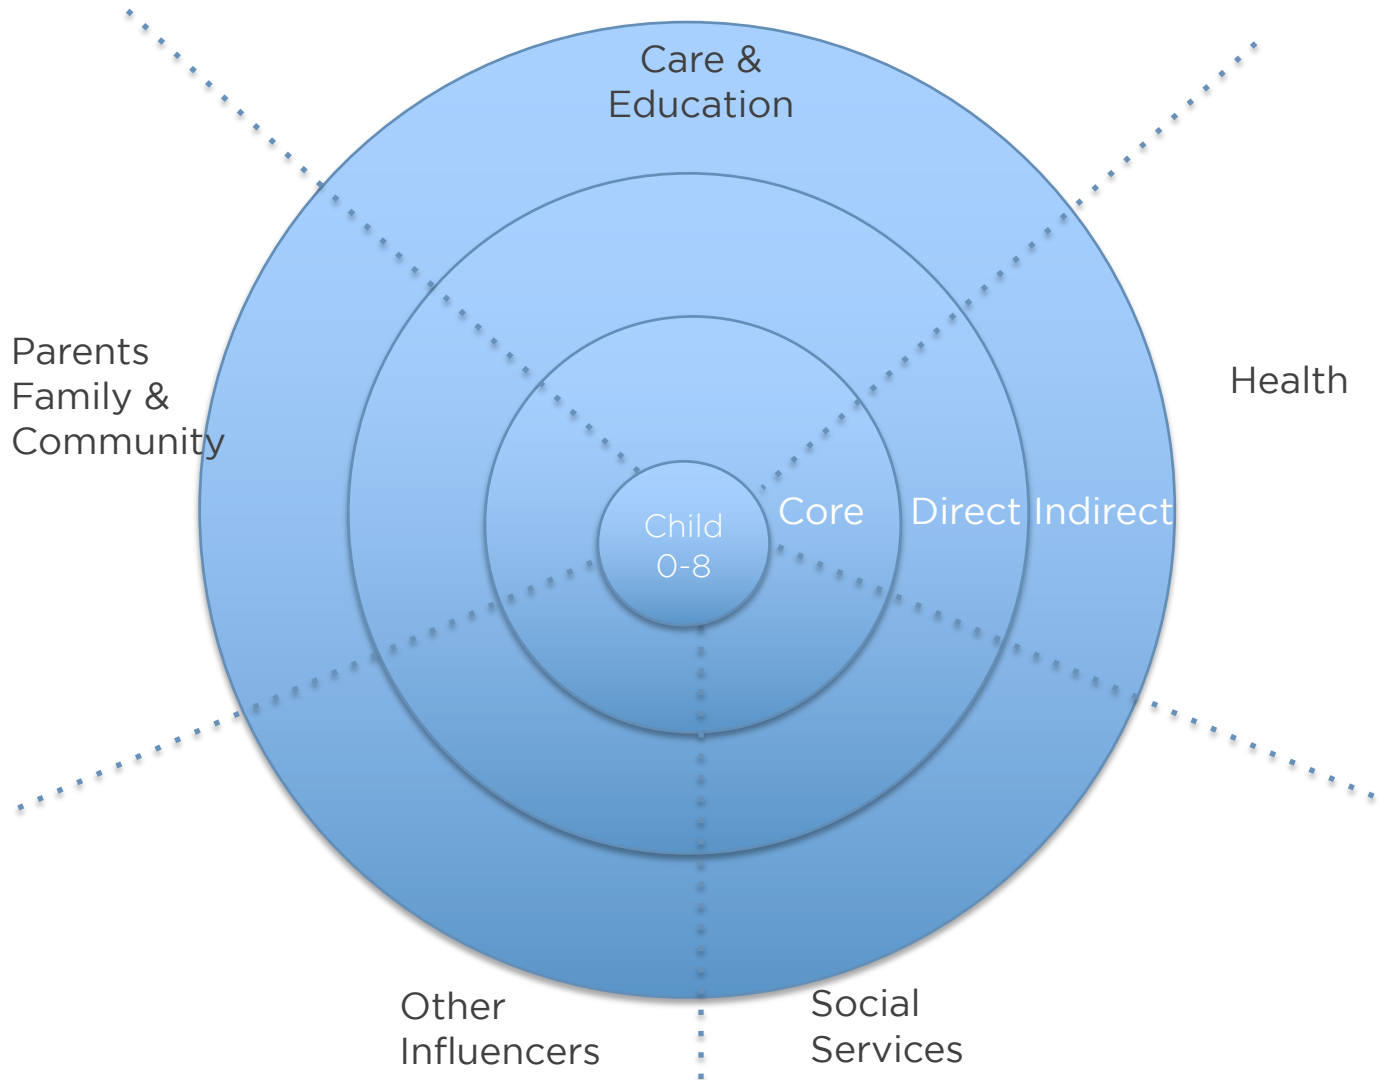 Care &
Education
Parents
Family &
Community
Health
Child
0-8
Core
Direct
Indirect
Other
Influencers
Social
Services